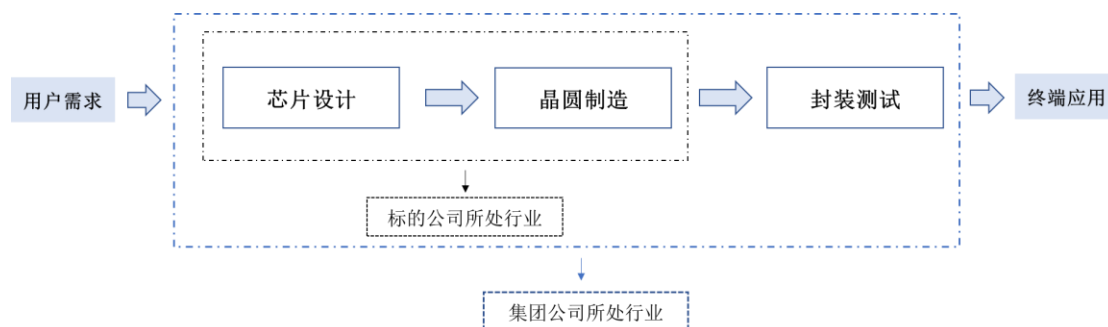 用户需求
芯片设计
晶圆制造
封装测试
终端应用
标的公司所处行业
集团公司所处行业